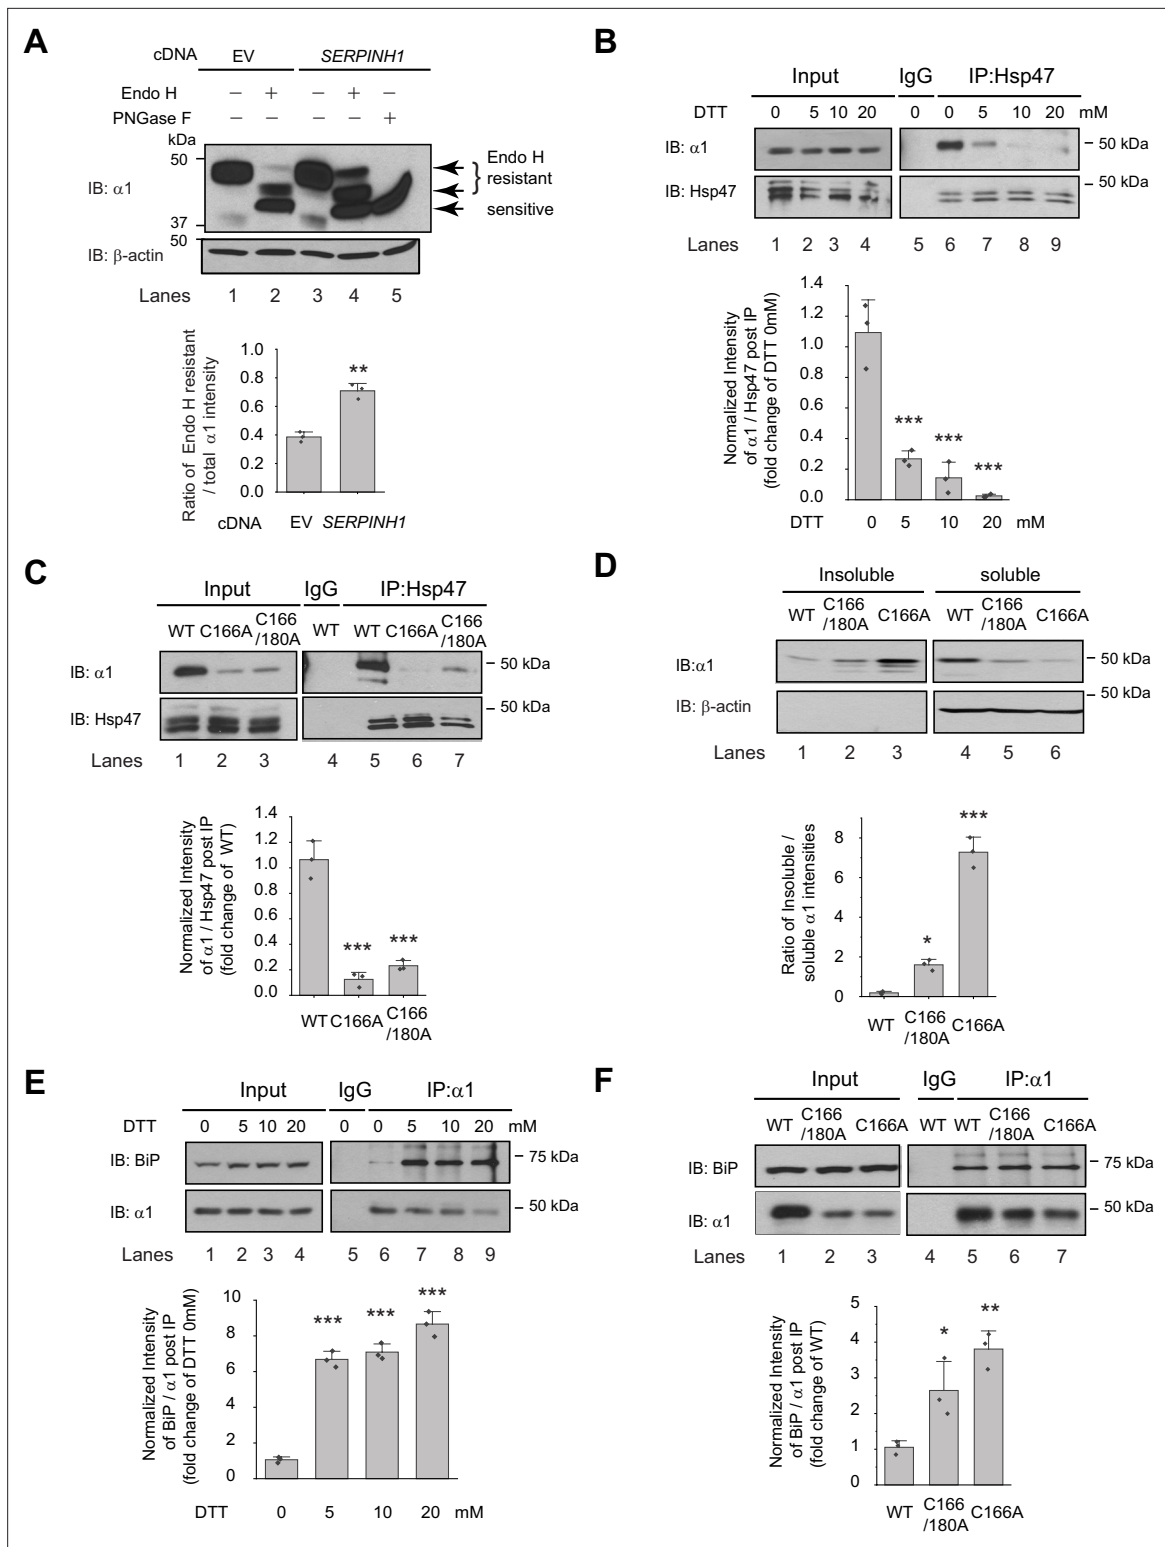 A
cDNA EV SERPINH1
Endo H − + − + −
PNGase F − − − − +
kDa
50
IB: α1
37
Endo H
resistant
sensitive
50
IB: β-actin
Lanes 1 2 3 4 5
Ratio of Endo H resistant
/ total α1 intensity
1.0
0.8
0.6
0.4
0.2
0.0
**
cDNA EV SERPINH1
B
Input IgG IP:Hsp47
DTT 0 5 10 20 0 0 5 10 20 mM
IB: α1 – 50 kDa
IB: Hsp47 – 50 kDa
Lanes 1 2 3 4 5 6 7 8 9
Normalized Intensity
of α1 / Hsp47 post IP
(fold change of DTT 0mM)
1.4
1.2
1.0
0.8
0.6
0.4
0.2
0.0
*** *** ***
DTT 0 5 10 20 mM
C
Input IgG IP:Hsp47
WT C166A C166/180A WT WT C166A C166/180A
IB: α1 – 50 kDa
IB: Hsp47 – 50 kDa
Lanes 1 2 3 4 5 6 7
Normalized Intensity
of α1 / Hsp47 post IP
(fold change of WT)
1.4
1.2
1.0
0.8
0.6
0.4
0.2
0.0
*** ***
WT C166A C166/180A
D
Insoluble soluble
WT C166/180A C166A WT C166/180A C166A
IB:α1 – 50 kDa
IB: β-actin – 50 kDa
Lanes 1 2 3 4 5 6
Ratio of Insoluble /
soluble α1 intensities
8
6
4
2
0
* ***
WT C166/180A C166A
E
Input IgG IP:α1
DTT 0 5 10 20 0 0 5 10 20 mM
IB: BiP – 75 kDa
IB: α1 – 50 kDa
Lanes 1 2 3 4 5 6 7 8 9
Normalized Intensity
of BiP / α1 post IP
(fold change of DTT 0mM)
10
8
6
4
2
0
*** *** ***
DTT 0 5 10 20 mM
F
Input IgG IP:α1
WT C166/180A C166A WT WT C166/180A C166A
IB: BiP – 75 kDa
IB: α1 – 50 kDa
Lanes 1 2 3 4 5 6 7
Normalized Intensity
of BiP / α1 post IP
(fold change of WT)
5
4
3
2
1
0
* **
WT C166/180A C166A